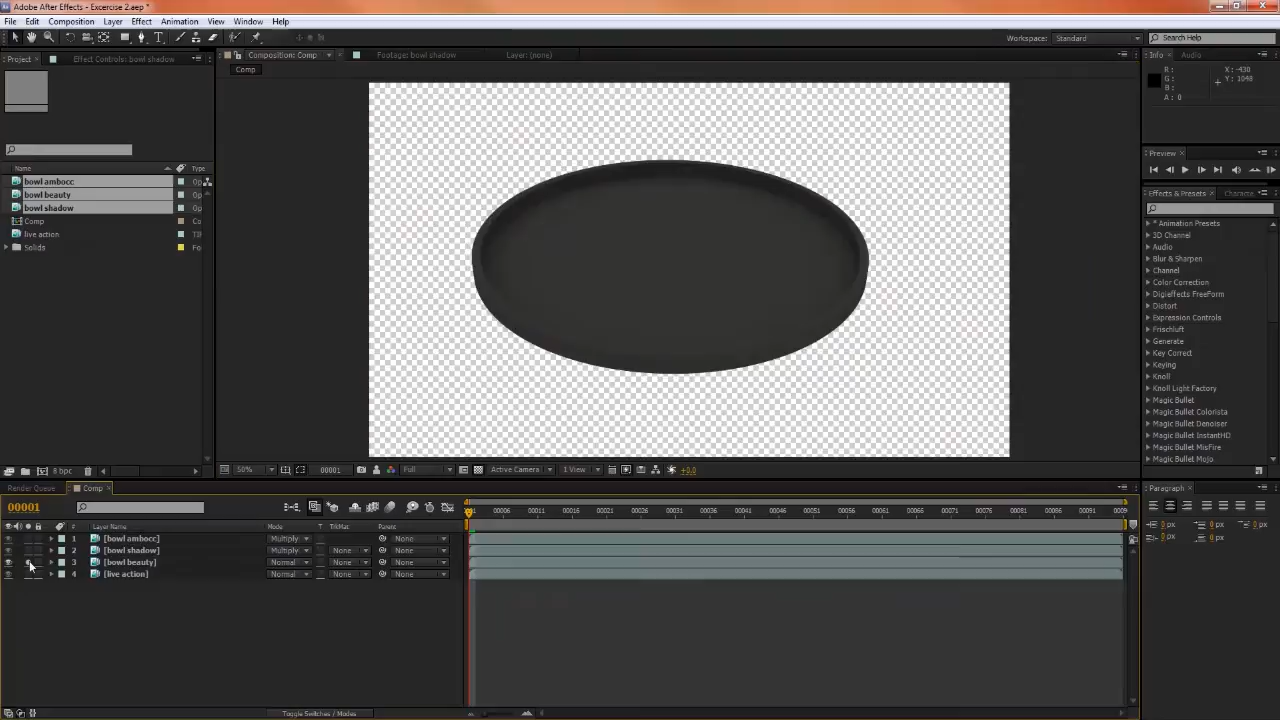 Adobe After Effects - Excercise 2.aep *
File Edit Composition Layer Effect Animation View Window Help
Workspace: Standard Search Help
Project Effect Controls: bowl shadow
Composition: Comp Footage: bowl shadow Layer: (none)
Info Audio
Comp
R: X: -430
G: Y: 1048
B:
A: 0
Preview
Name Type
bowl ambocc Op
bowl beauty Op
bowl shadow Op
Comp Co
live action TI
Solids Fo
Effects & Presets Characte
* Animation Presets
3D Channel
Audio
Blur & Sharpen
Channel
Color Correction
Digieffects FreeForm
Distort
Expression Controls
Frischluft
Generate
Key Correct
Keying
Knoll
Knoll Light Factory
Magic Bullet
Magic Bullet Colorista
Magic Bullet Denoiser
Magic Bullet InstantHD
Magic Bullet MisFire
Magic Bullet Mojo
8 bpc
50% 00001 Full Active Camera 1 View +0.0
Render Queue Comp
Paragraph
00001
00006 00011 00016 00021 00026 00031 00036 00041 00046 00051 00056 00061 00066 00071 00076 00081 00086 00091 0009
# Layer Name Mode T TrkMat Parent
1 [bowl ambocc] Multiply None
2 [bowl shadow] Multiply None None
3 [bowl beauty] Normal None None
4 [live action] Normal None None
0 px 0 px 0 px
0 px 0 px
Toggle Switches / Modes